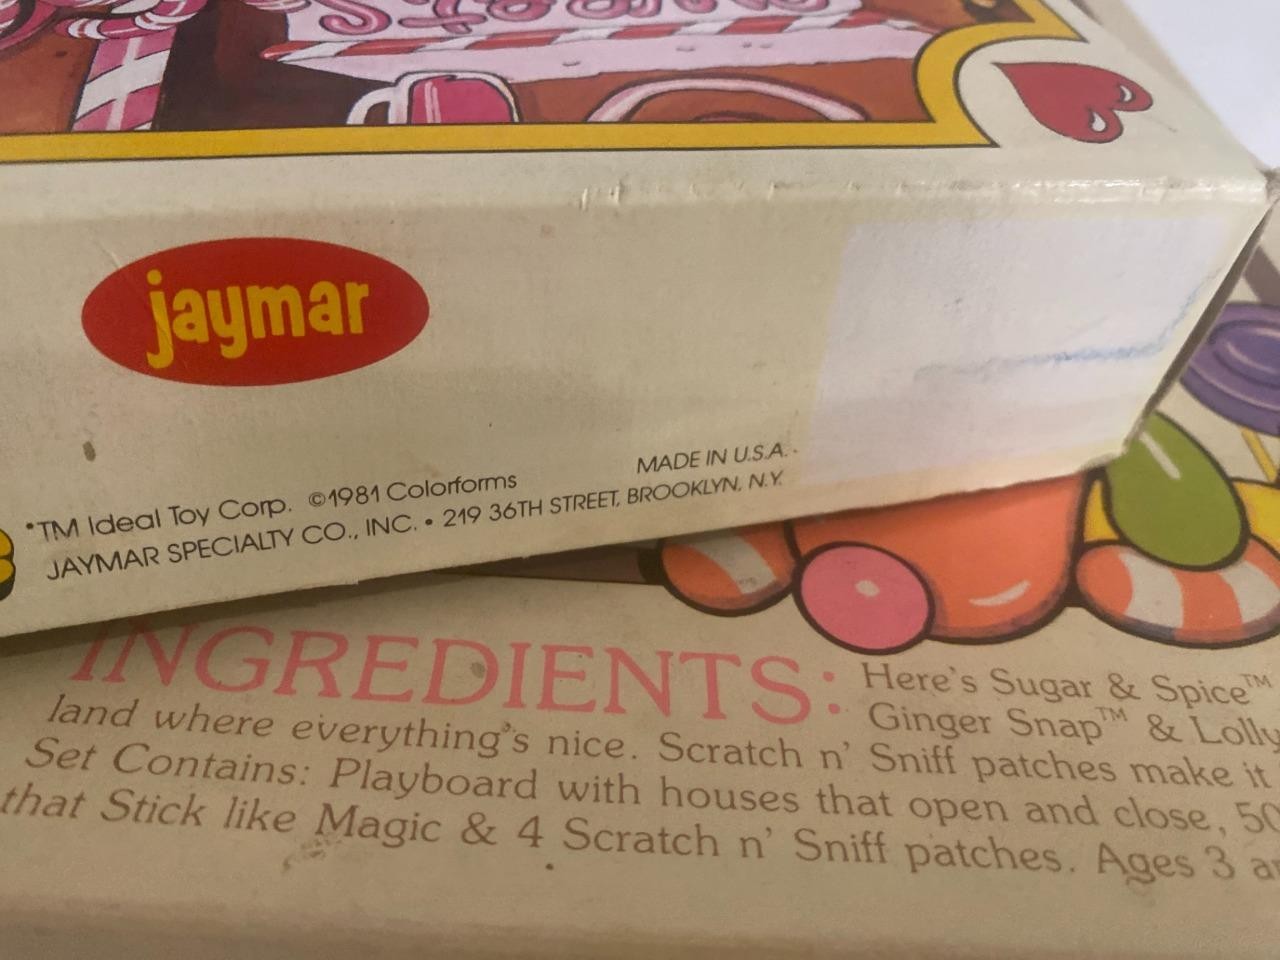 jaymar
*TM Ideal Toy Corp. ©1981 Colorforms
MADE IN U.S.A.
JAYMAR SPECIALTY CO., INC. • 219 36TH STREET, BROOKLYN, N.Y.
INGREDIENTS: Here's Sugar & Spice™
Ginger Snap™ & Lolly
land where everything's nice. Scratch n' Sniff patches make it
Set Contains: Playboard with houses that open and close, 50
that Stick like Magic & 4 Scratch n' Sniff patches. Ages 3